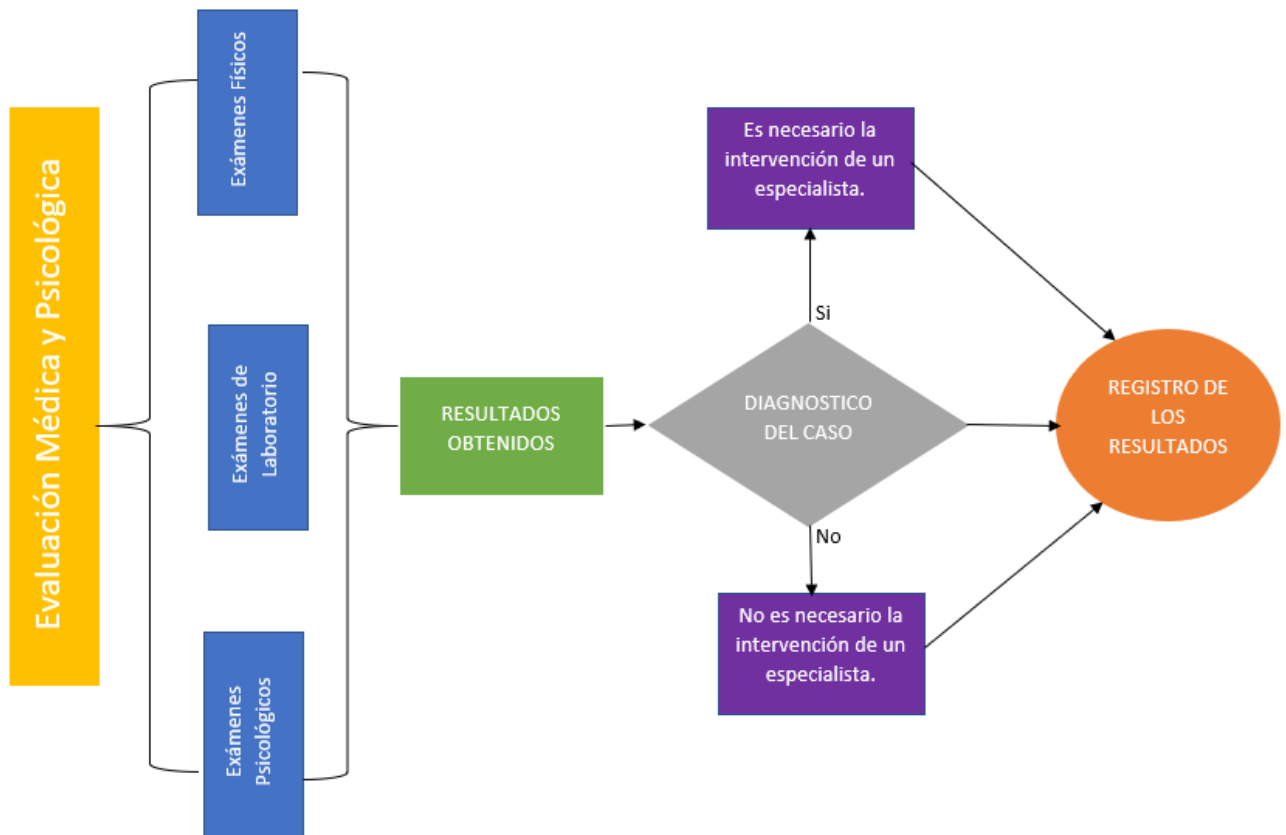 Evaluación Médica y Psicológica
Exámenes Físicos
Exámenes de
Laboratorio
Exámenes
Psicológicos
RESULTADOS
OBTENIDOS
DIAGNOSTICO
DEL CASO
Si
Es necesario la
intervención de un
especialista.
No
No es necesario la
intervención de un
especialista.
REGISTRO DE
LOS
RESULTADOS